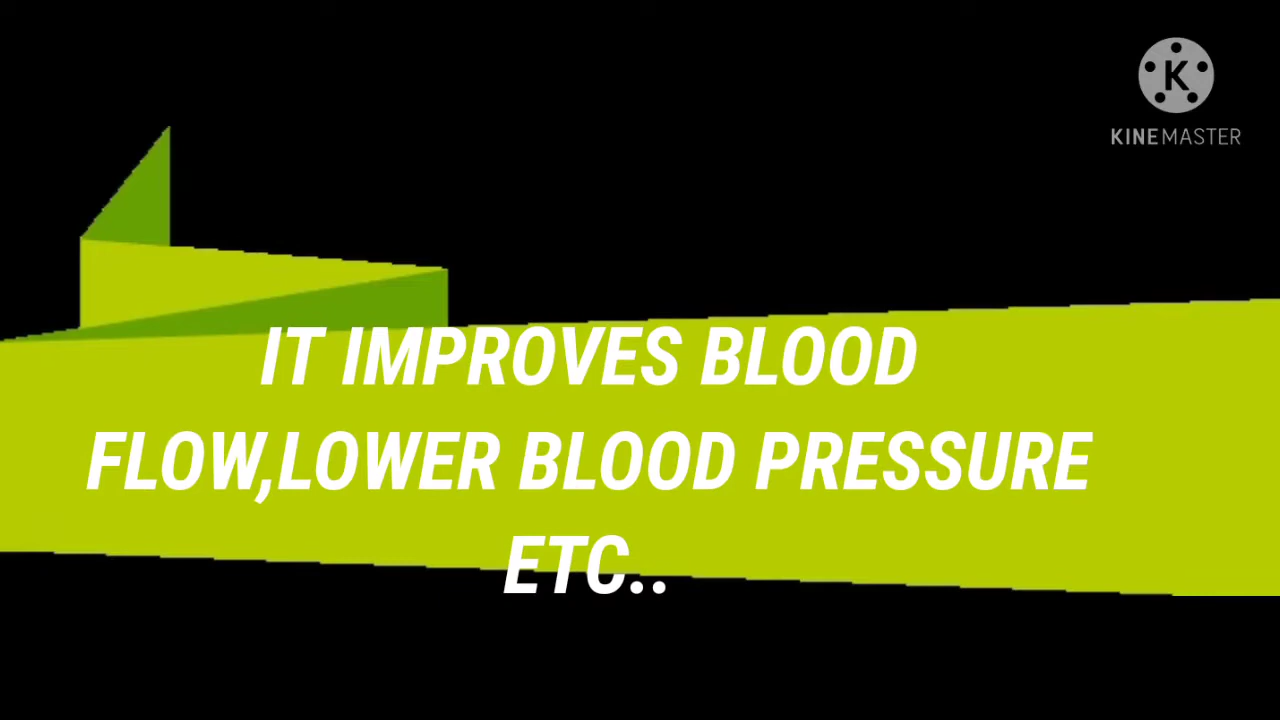 K
KINEMASTER
IT IMPROVES BLOOD
FLOW,LOWER BLOOD PRESSURE
ETC..